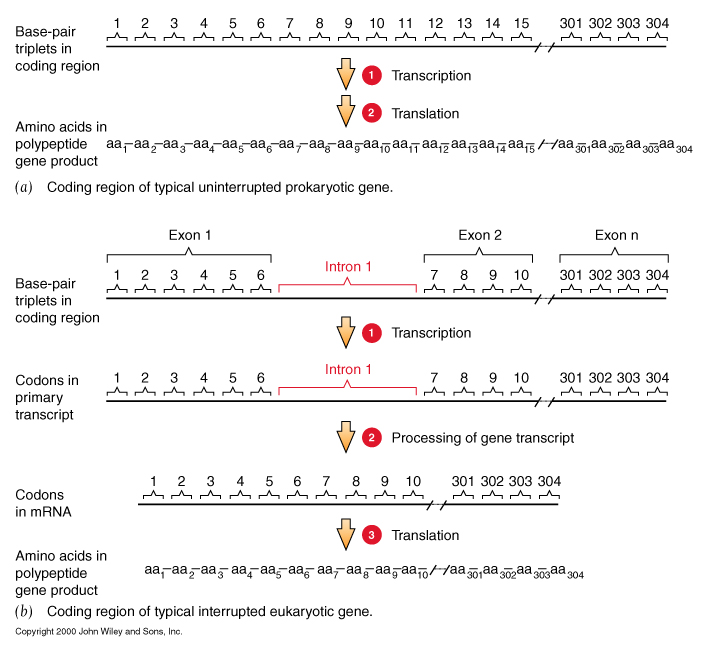 1 2 3 4 5 6 7 8 9 10 11 12 13 14 15 301 302 303 304
Base-pair
triplets in
coding region
1 Transcription
2 Translation
Amino acids in
polypeptide
gene product
aa1–aa2–aa3–aa4–aa5–aa6–aa7–aa8–aa9–aa10–aa11–aa12–aa13–aa14–aa15–//–aa301–aa302–aa303–aa304
(a) Coding region of typical uninterrupted prokaryotic gene.
Exon 1 Exon 2 Exon n
Intron 1
1 2 3 4 5 6 7 8 9 10 301 302 303 304
Base-pair
triplets in
coding region
1 Transcription
Intron 1
1 2 3 4 5 6 7 8 9 10 301 302 303 304
Codons in
primary
transcript
2 Processing of gene transcript
1 2 3 4 5 6 7 8 9 10 301 302 303 304
Codons
in mRNA
3 Translation
Amino acids in
polypeptide
gene product
aa1–aa2–aa3–aa4–aa5–aa6–aa7–aa8–aa9–aa10–//–aa301–aa302–aa303–aa304
(b) Coding region of typical interrupted eukaryotic gene.
Copyright 2000 John Wiley and Sons, Inc.